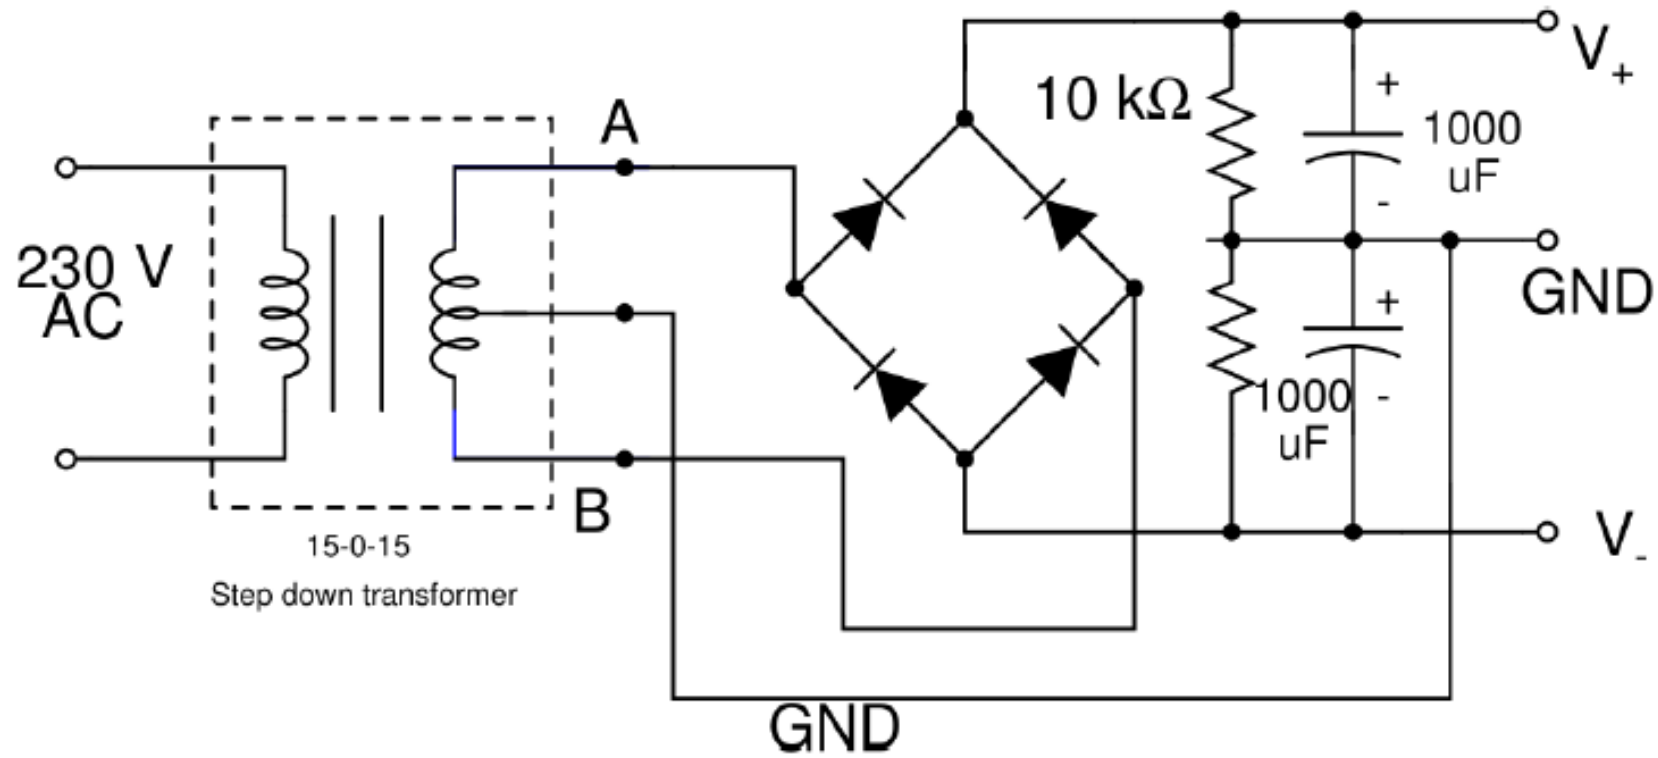 V+
10 kΩ
+
1000
uF
-
A
230 V
AC
GND
+
1000
uF
-
B
V-
15-0-15
Step down transformer
GND